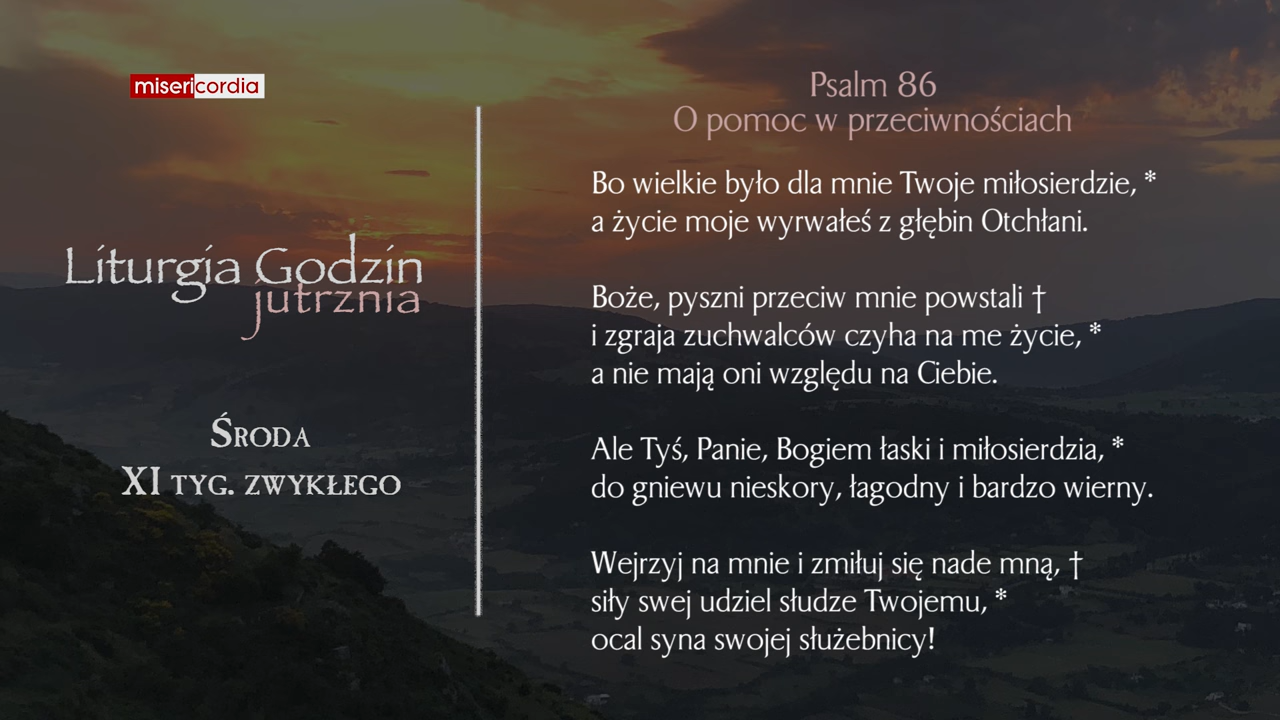 misericordia
Liturgia Godzin
jutrznia
Środa
XI tyg. zwykłego
Psalm 86
O pomoc w przeciwnościach
Bo wielkie było dla mnie Twoje miłosierdzie, *
a życie moje wyrwałeś z głębin Otchłani.
Boże, pyszni przeciw mnie powstali †
i zgraja zuchwalców czyha na me życie, *
a nie mają oni względu na Ciebie.
Ale Tyś, Panie, Bogiem łaski i miłosierdzia, *
do gniewu nieskory, łagodny i bardzo wierny.
Wejrzyj na mnie i zmiłuj się nade mną, †
siły swej udziel słudze Twojemu, *
ocal syna swojej służebnicy!